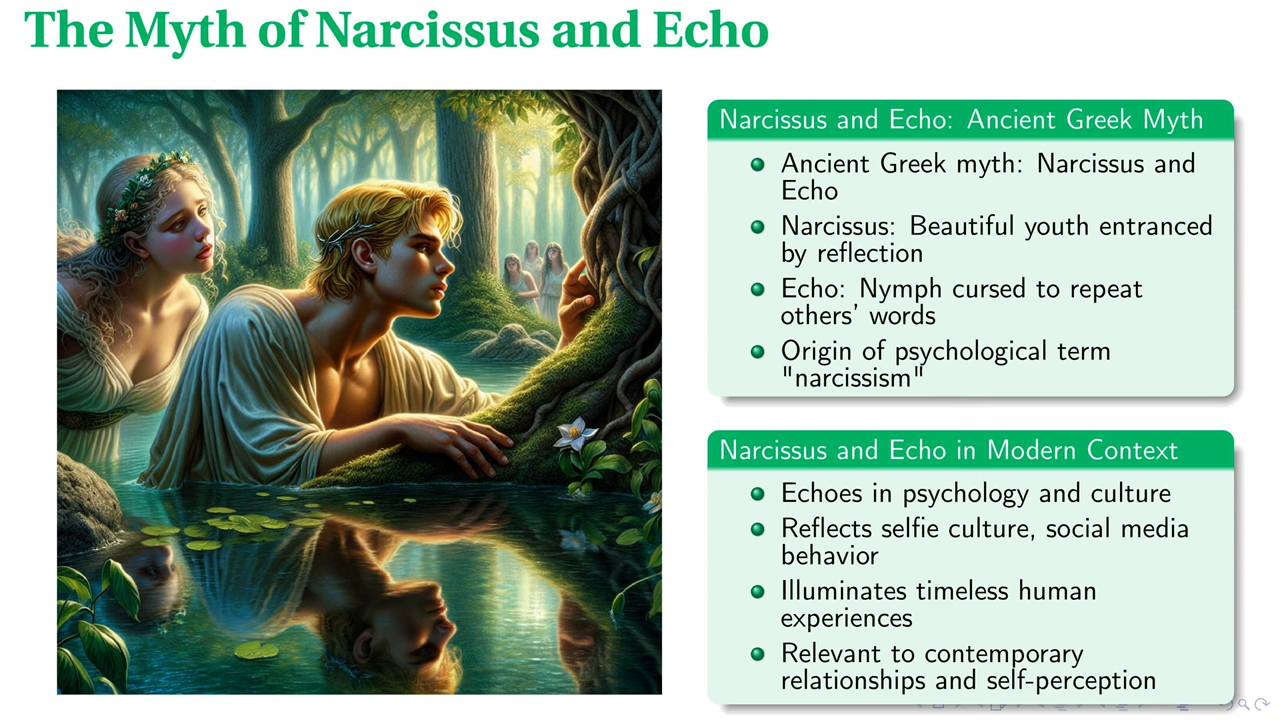 The Myth of Narcissus and Echo
Narcissus and Echo: Ancient Greek Myth
Ancient Greek myth: Narcissus and
Echo
Narcissus: Beautiful youth entranced
by reflection
Echo: Nymph cursed to repeat
others’ words
Origin of psychological term
"narcissism"
Narcissus and Echo in Modern Context
Echoes in psychology and culture
Reflects selfie culture, social media
behavior
Illuminates timeless human
experiences
Relevant to contemporary
relationships and self-perception